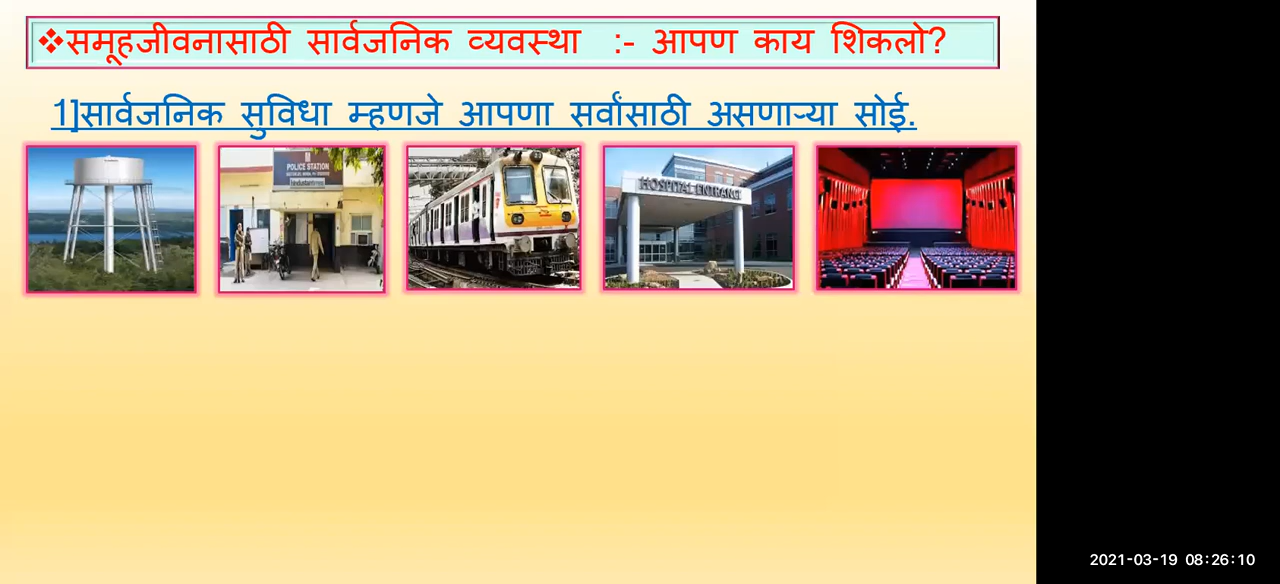 ❖समूहजीवनासाठी सार्वजनिक व्यवस्था :- आपण काय शिकलो?
1]सार्वजनिक सुविधा म्हणजे आपणा सर्वांसाठी असणाऱ्या सोई.
POLICE STATION
HOSPITAL ENTRANCE
2021-03-19 08:26:10